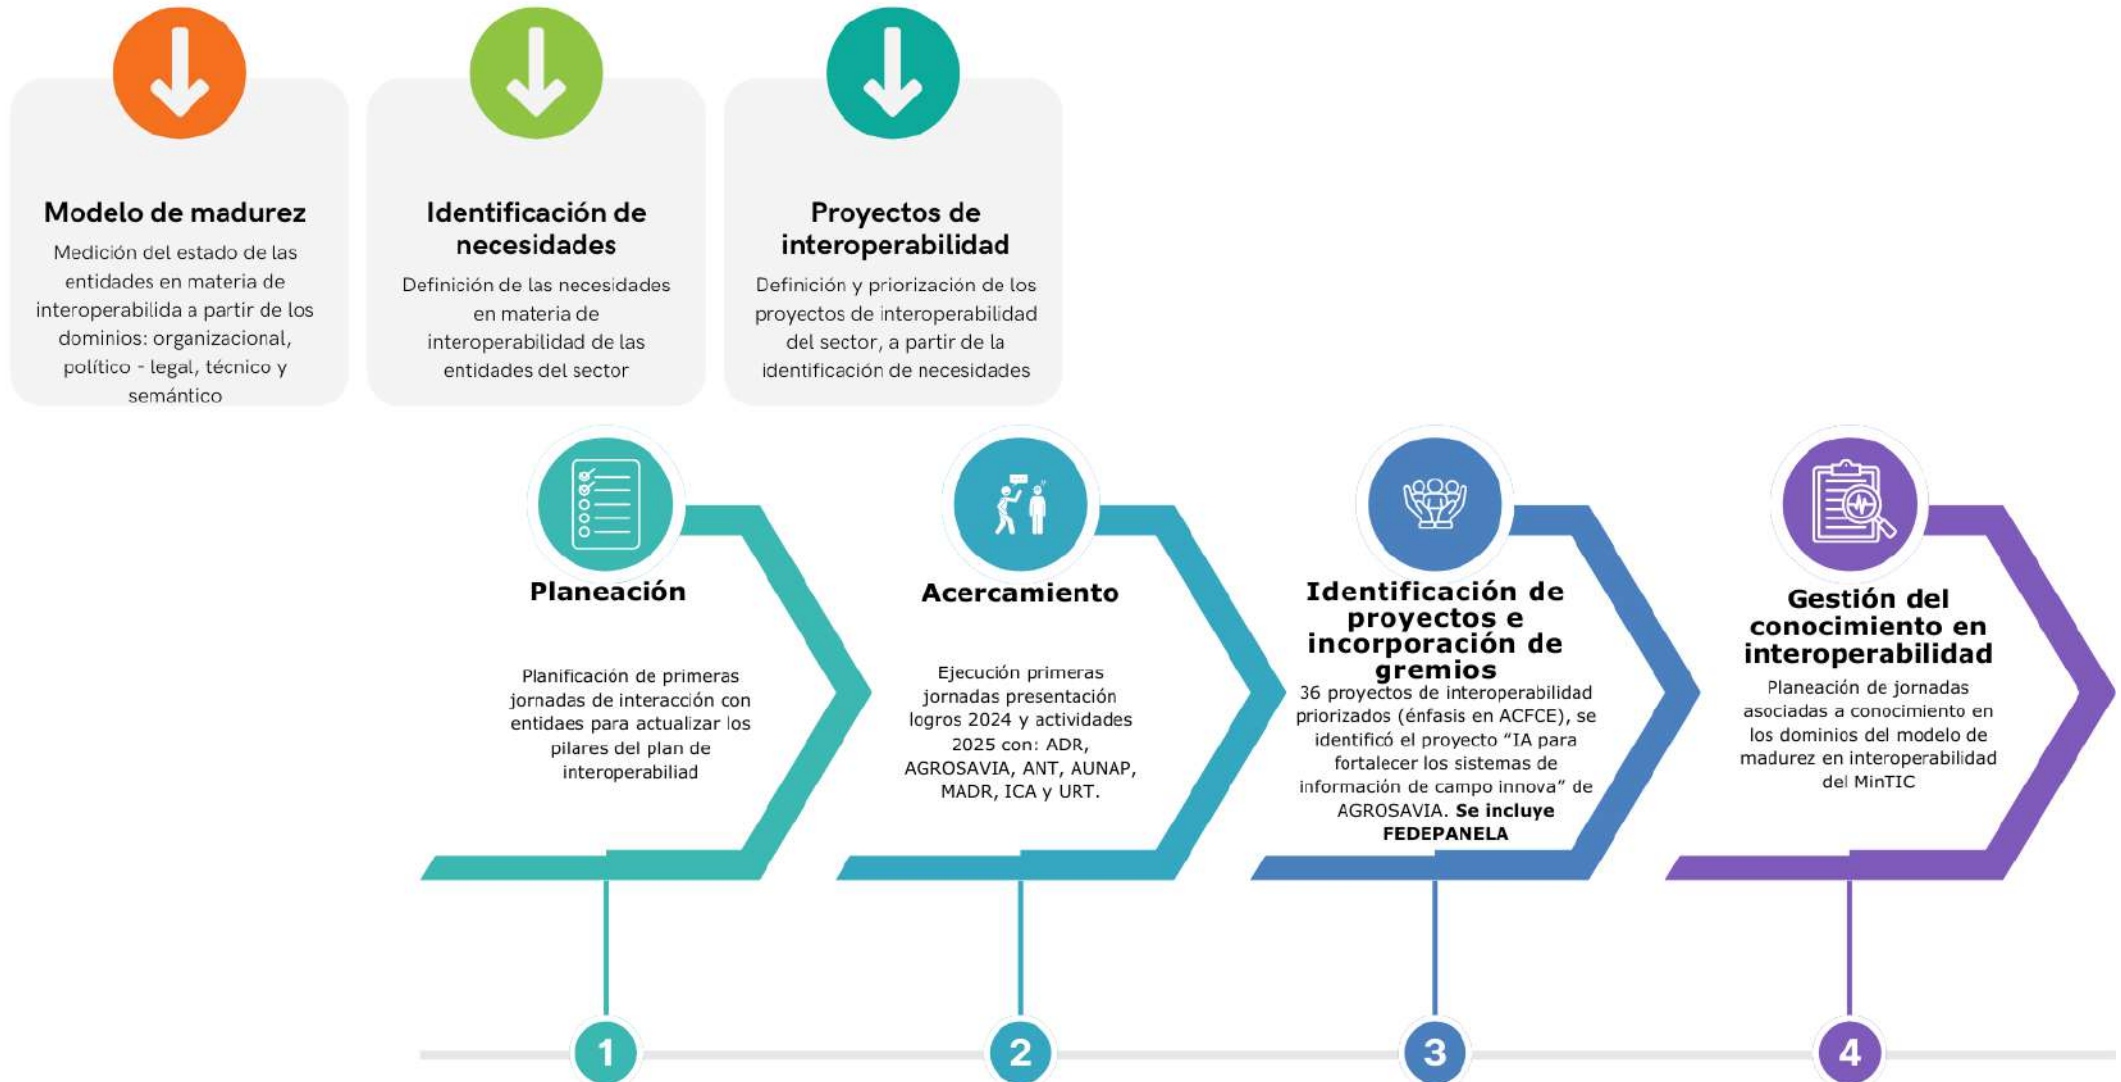 Modelo de madurez
Medición del estado de las
entidades en materia de
interoperabilida a partir de los
dominios: organizacional,
político - legal, técnico y
semántico
Identificación de
necesidades
Definición de las necesidades
en materia de
interoperabilidad de las
entidades del sector
Proyectos de
interoperabilidad
Definición y priorización de los
proyectos de interoperabilidad
del sector, a partir de la
identificación de necesidades
Planeación
Planificación de primeras
jornadas de interacción con
entidaes para actualizar los
pilares del plan de
interoperabiliad
1
Acercamiento
Ejecución primeras
jornadas presentación
logros 2024 y actividades
2025 con: ADR,
AGROSAVIA, ANT, AUNAP,
MADR, ICA y URT.
2
Identificación de
proyectos e
incorporación de
gremios
36 proyectos de interoperabilidad
priorizados (énfasis en ACFCE), se
identificó el proyecto "IA para
fortalecer los sistemas de
información de campo innova" de
AGROSAVIA. Se incluye
FEDEPANELA
3
Gestión del
conocimiento en
interoperabilidad
Planeación de jornadas
asociadas a conocimiento en
los dominios del modelo de
madurez en interoperabilidad
del MinTIC
4